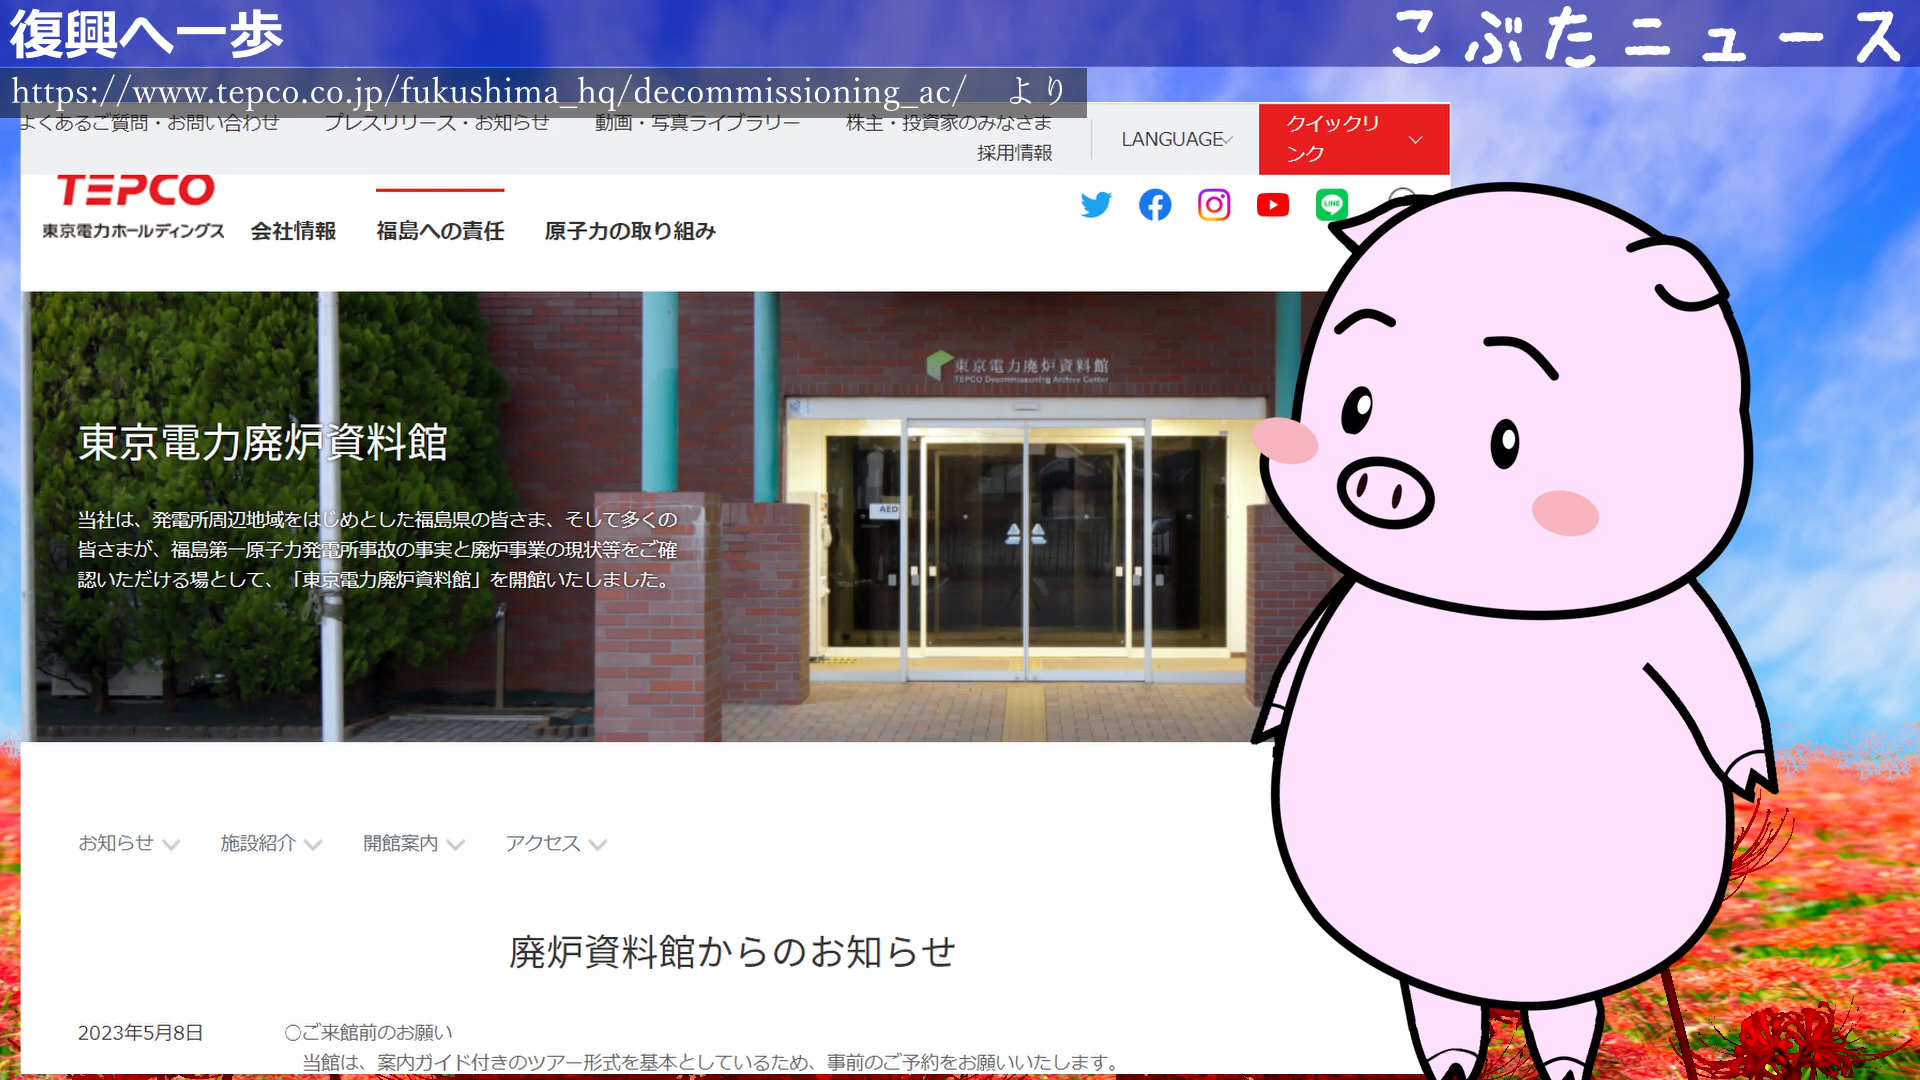 復興へ一歩
こぶたニュース
https://www.tepco.co.jp/fukushima_hq/decommissioning_ac/　より
よくあるご質問・お問い合わせ
プレスリリース・お知らせ
動画・写真ライブラリー
株主・投資家のみなさま
採用情報
LANGUAGE
クイックリ
ンク
TEPCO
東京電力ホールディングス
会社情報
福島への責任
原子力の取り組み
LINE
東京電力廃炉資料館
TEPCO Decommissioning Archive Center
東京電力廃炉資料館
AED
当社は、発電所周辺地域をはじめとした福島県の皆さま、そして多くの
皆さまが、福島第一原子力発電所事故の事実と廃炉事業の現状等をご確
認いただける場として、「東京電力廃炉資料館」を開館いたしました。
お知らせ
施設紹介
開館案内
アクセス
廃炉資料館からのお知らせ
2023年5月8日
〇ご来館前のお願い
当館は、案内ガイド付きのツアー形式を基本としているため、事前のご予約をお願いいたします。